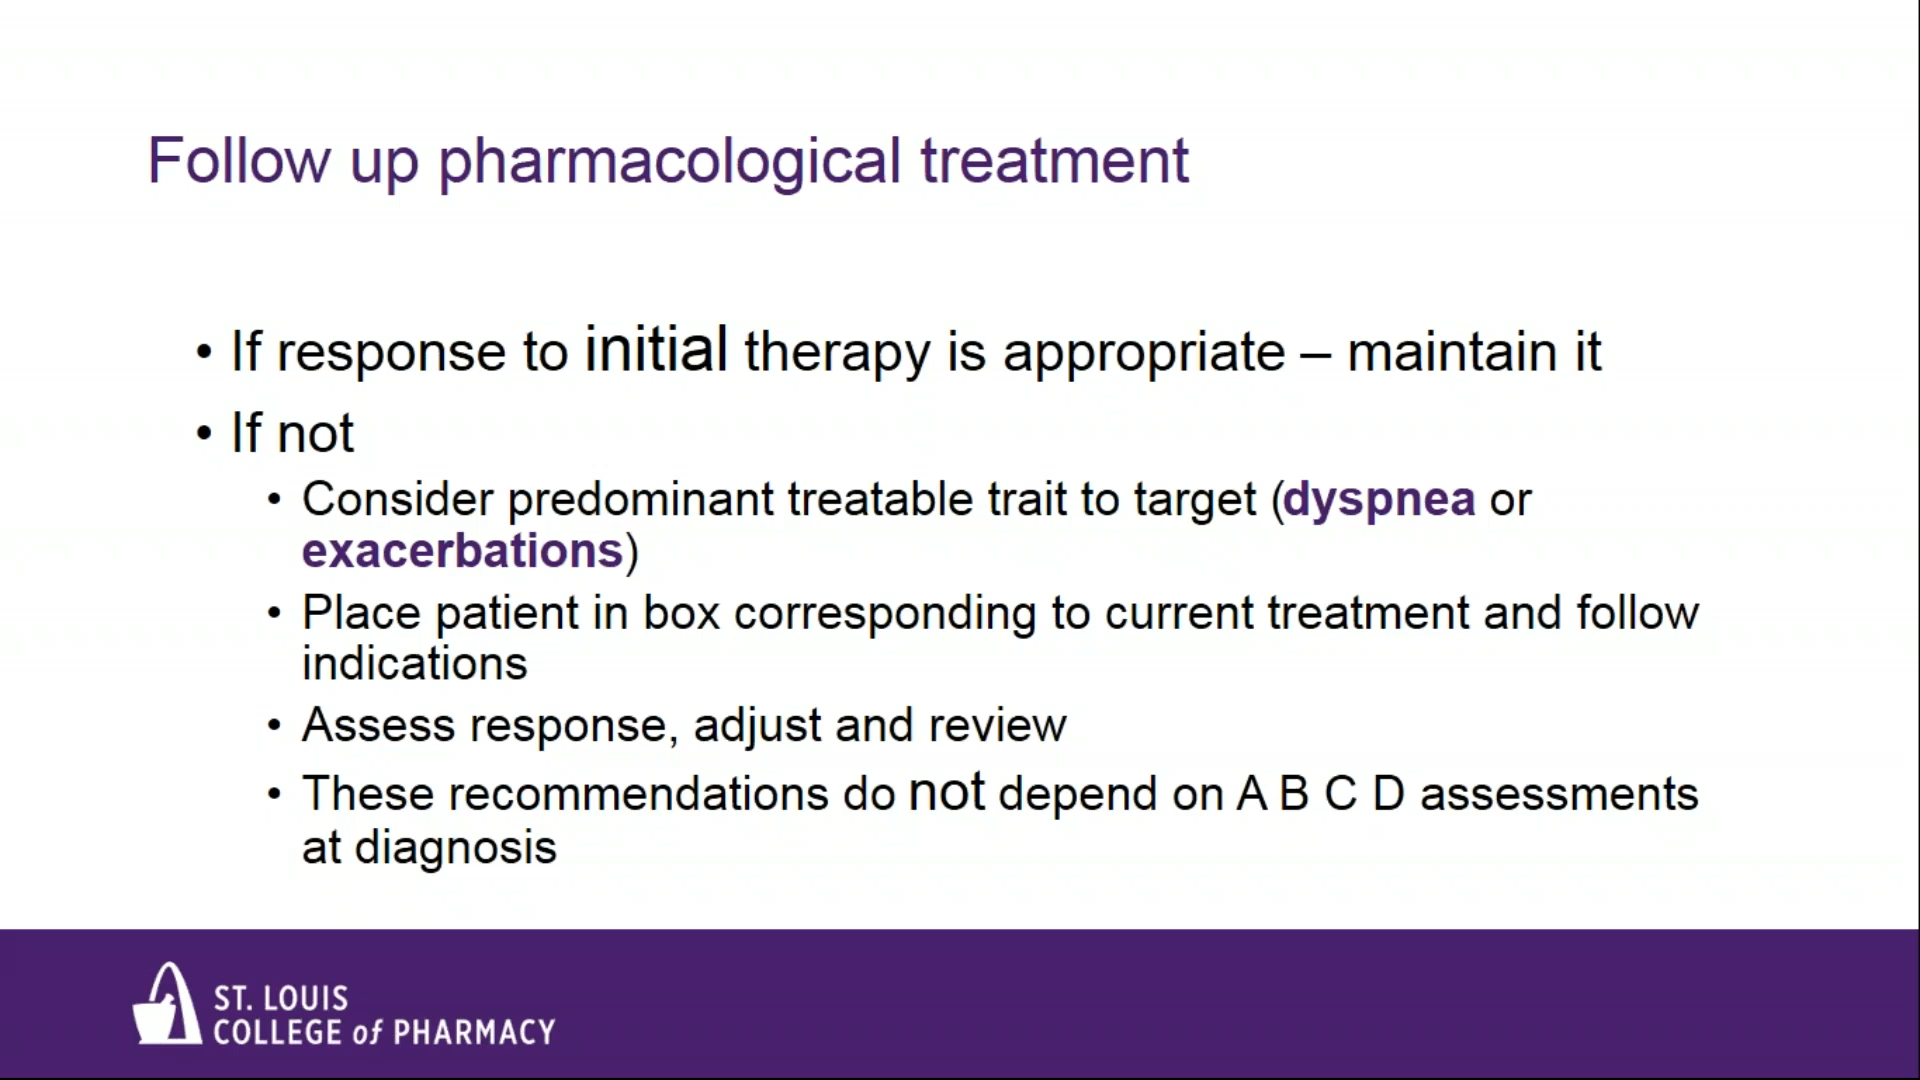 Follow up pharmacological treatment
• If response to initial therapy is appropriate – maintain it
• If not
• Consider predominant treatable trait to target (dyspnea or
exacerbations)
• Place patient in box corresponding to current treatment and follow
indications
• Assess response, adjust and review
• These recommendations do not depend on A B C D assessments
at diagnosis
ST. LOUIS
COLLEGE of PHARMACY